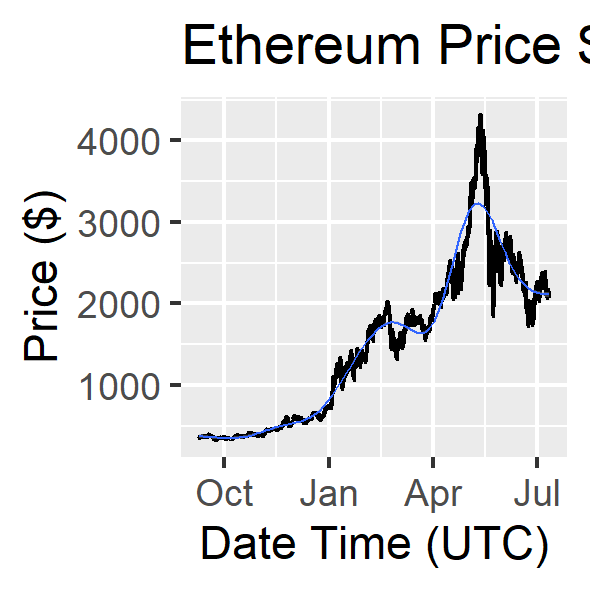 Ethereum Price
Price ($)
4000
3000
2000
1000
Oct Jan Apr Jul
Date Time (UTC)